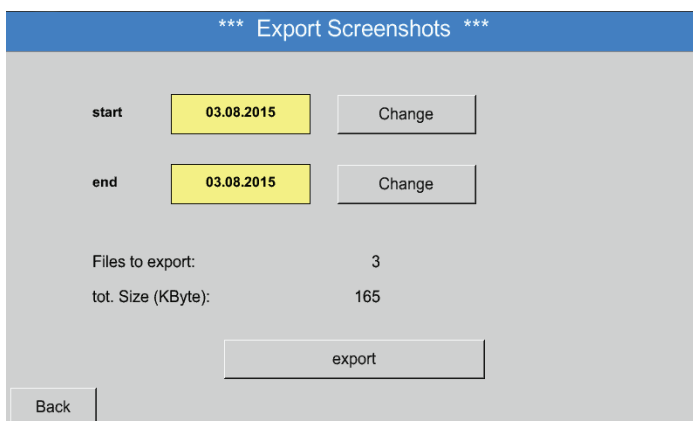 *** Export Screenshots ***
start 03.08.2015 Change
end 03.08.2015 Change
Files to export: 3
tot. Size (KByte): 165
export
Back